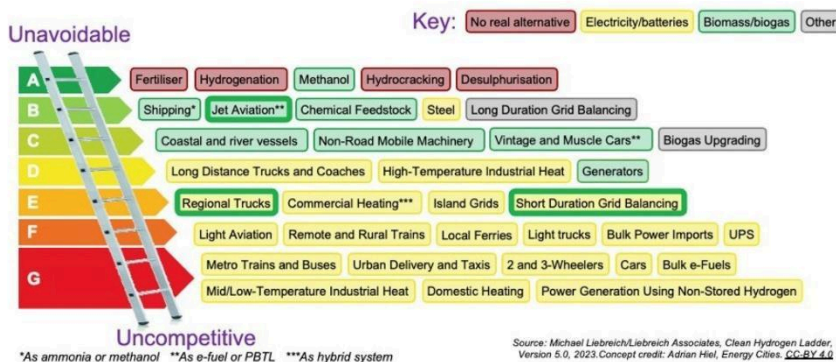 Key: No real alternative Electricity/batteries Biomass/biogas Other
Unavoidable
A Fertiliser Hydrogenation Methanol Hydrocracking Desulphurisation
B Shipping* Jet Aviation** Chemical Feedstock Steel Long Duration Grid Balancing
C Coastal and river vessels Non-Road Mobile Machinery Vintage and Muscle Cars** Biogas Upgrading
D Long Distance Trucks and Coaches High-Temperature Industrial Heat Generators
E Regional Trucks Commercial Heating*** Island Grids Short Duration Grid Balancing
F Light Aviation Remote and Rural Trains Local Ferries Light trucks Bulk Power Imports UPS
Metro Trains and Buses Urban Delivery and Taxis 2 and 3-Wheelers Cars Bulk e-Fuels
G
Mid/Low-Temperature Industrial Heat Domestic Heating Power Generation Using Non-Stored Hydrogen
Uncompetitive
*As ammonia or methanol **As e-fuel or PBTL ***As hybrid system
Source: Michael Liebreich/Liebreich Associates, Clean Hydrogen Ladder,
Version 5.0, 2023.Concept credit: Adrian Hiel, Energy Cities. CC-BY 4.0